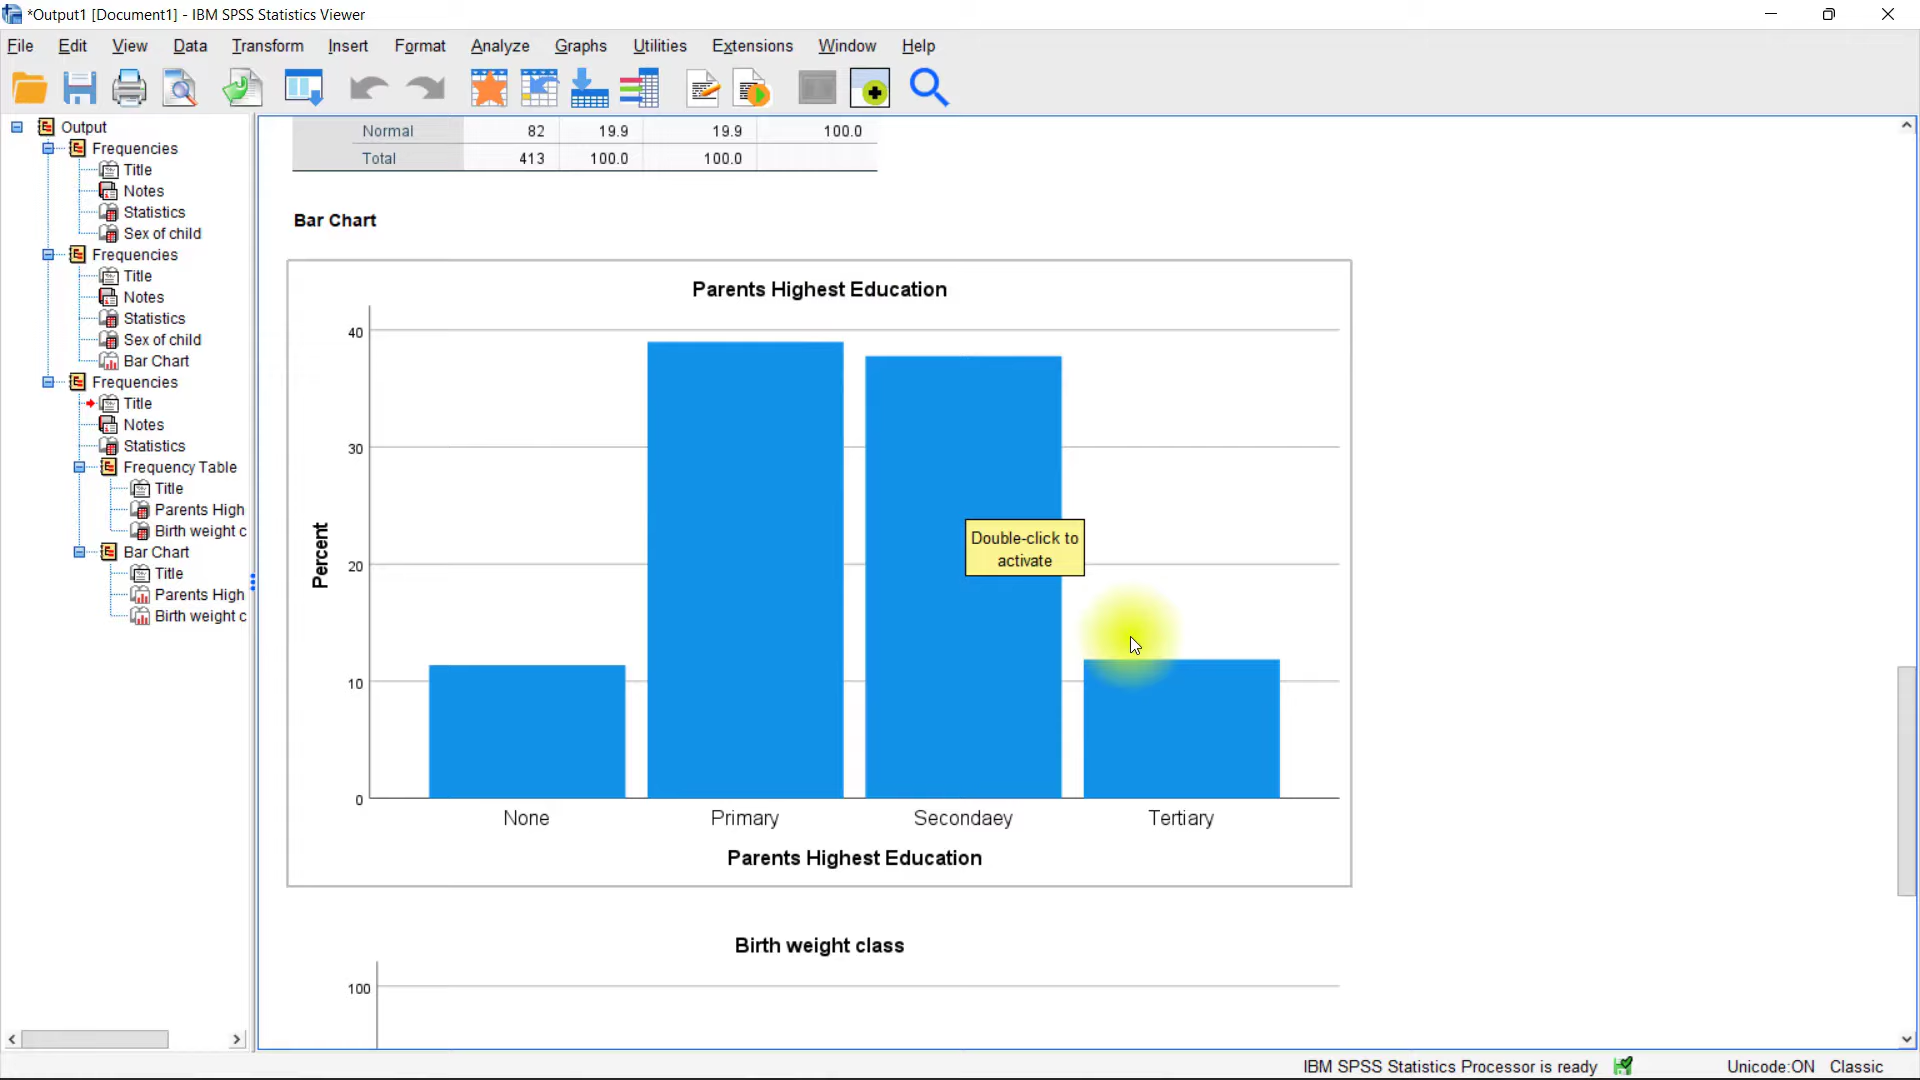 *Output1 [Document1] - IBM SPSS Statistics Viewer
File Edit View Data Transform Insert Format Analyze Graphs Utilities Extensions Window Help
Output
Frequencies
Title
Notes
Statistics
Sex of child
Frequencies
Title
Notes
Statistics
Sex of child
Bar Chart
Frequencies
Title
Notes
Statistics
Frequency Table
Title
Parents High
Birth weight c
Bar Chart
Title
Parents High
Birth weight c
Normal 82 19.9 19.9 100.0
Total 413 100.0 100.0
Bar Chart
Parents Highest Education
40
30
20
10
0
Percent
Double-click to
activate
None Primary Secondaey Tertiary
Parents Highest Education
Birth weight class
100
IBM SPSS Statistics Processor is ready Unicode:ON Classic